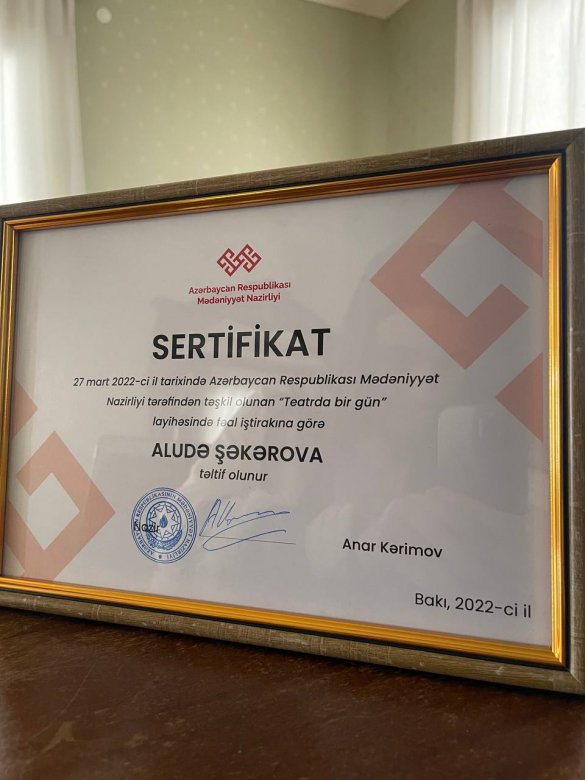 Azərbaycan Respublikası
Mədəniyyət Nazirliyi
SERTİFİKAT
27 mart 2022-ci il tarixində Azərbaycan Respublikası Mədəniyyət
Nazirliyi tərəfindən təşkil olunan “Teatrda bir gün”
layihəsində fəal iştirakına görə
ALUDƏ ŞƏKƏROVA
təltif olunur
Nazir
Anar Kərimov
Bakı, 2022-ci il